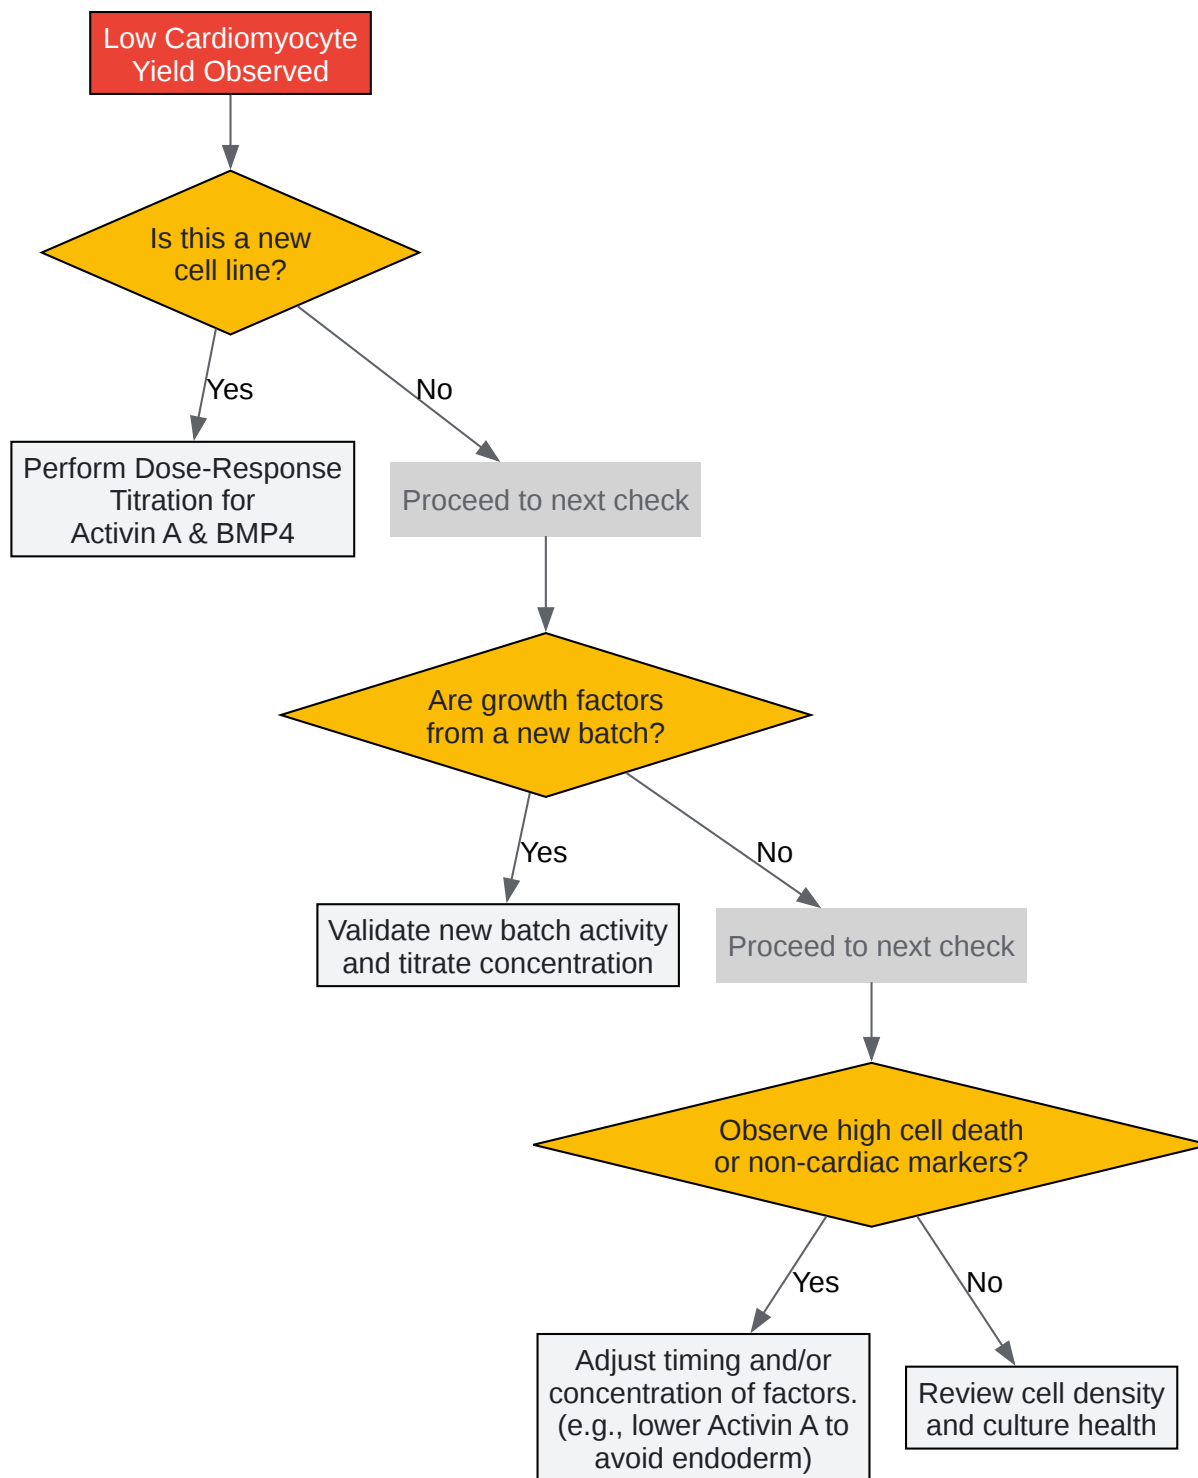 Low Cardiomyocyte
Yield Observed
Is this a new
cell line?
Yes
No
Perform Dose-Response
Titration for
Activin A & BMP4
Proceed to next check
Are growth factors
from a new batch?
Yes
No
Validate new batch activity
and titrate concentration
Proceed to next check
Observe high cell death
or non-cardiac markers?
Yes
No
Adjust timing and/or
concentration of factors.
(e.g., lower Activin A to
avoid endoderm)
Review cell density
and culture health